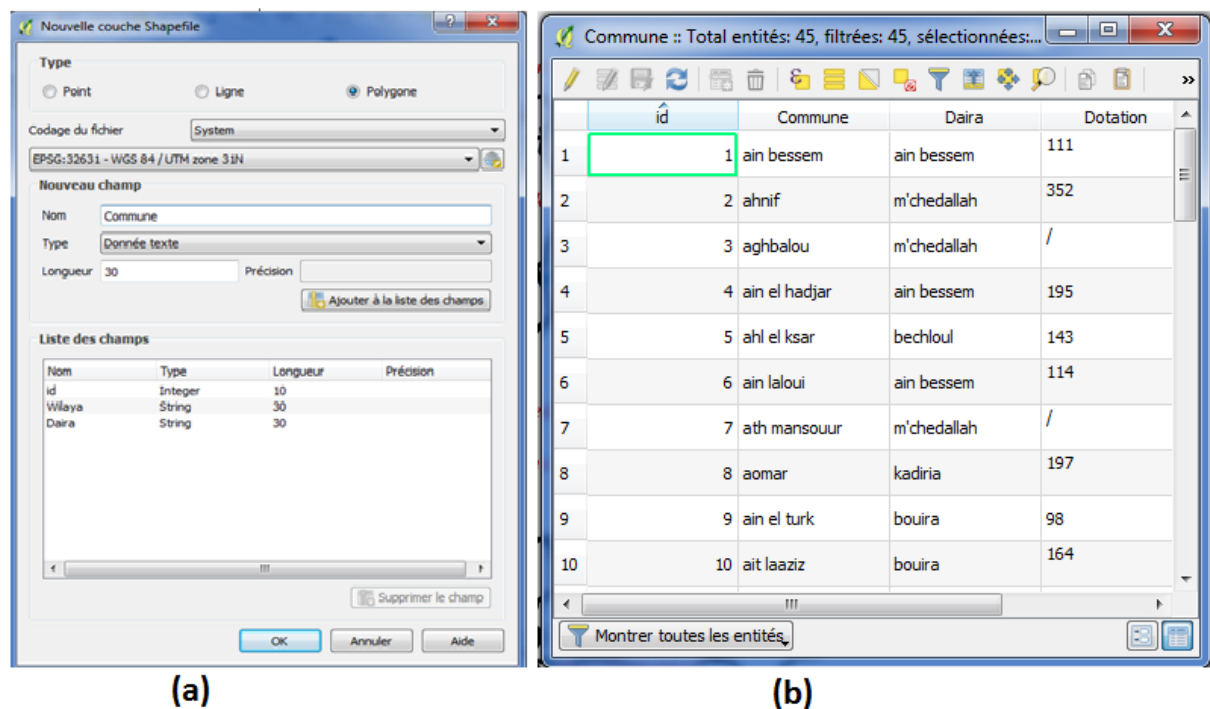 Nouvelle couche Shapefile
Type
Point Ligne Polygone
Codage du fichier System
EPSG:32631 - WGS 84 / UTM zone 31N
Nouveau champ
Nom Commune
Type Donnée texte
Longueur 30 Précision
Ajouter à la liste des champs
Liste des champs
Nom Type Longueur Précision
id Integer 10
Wilaya String 30
Daira String 30
Supprimer le champ
OK Annuler Aide
(a)
Commune :: Total entités: 45, filtrées: 45, sélectionnées:...
id Commune Daira Dotation
1 1 ain bessem ain bessem 111
2 2 ahnif m'chedallah 352
3 3 aghbalou m'chedallah /
4 4 ain el hadjar ain bessem 195
5 5 ahl el ksar bechloul 143
6 6 ain laloui ain bessem 114
7 7 ath mansouur m'chedallah /
8 8 aomar kadiria 197
9 9 ain el turk bouira 98
10 10 ait laaziz bouira 164
Montrer toutes les entités
(b)